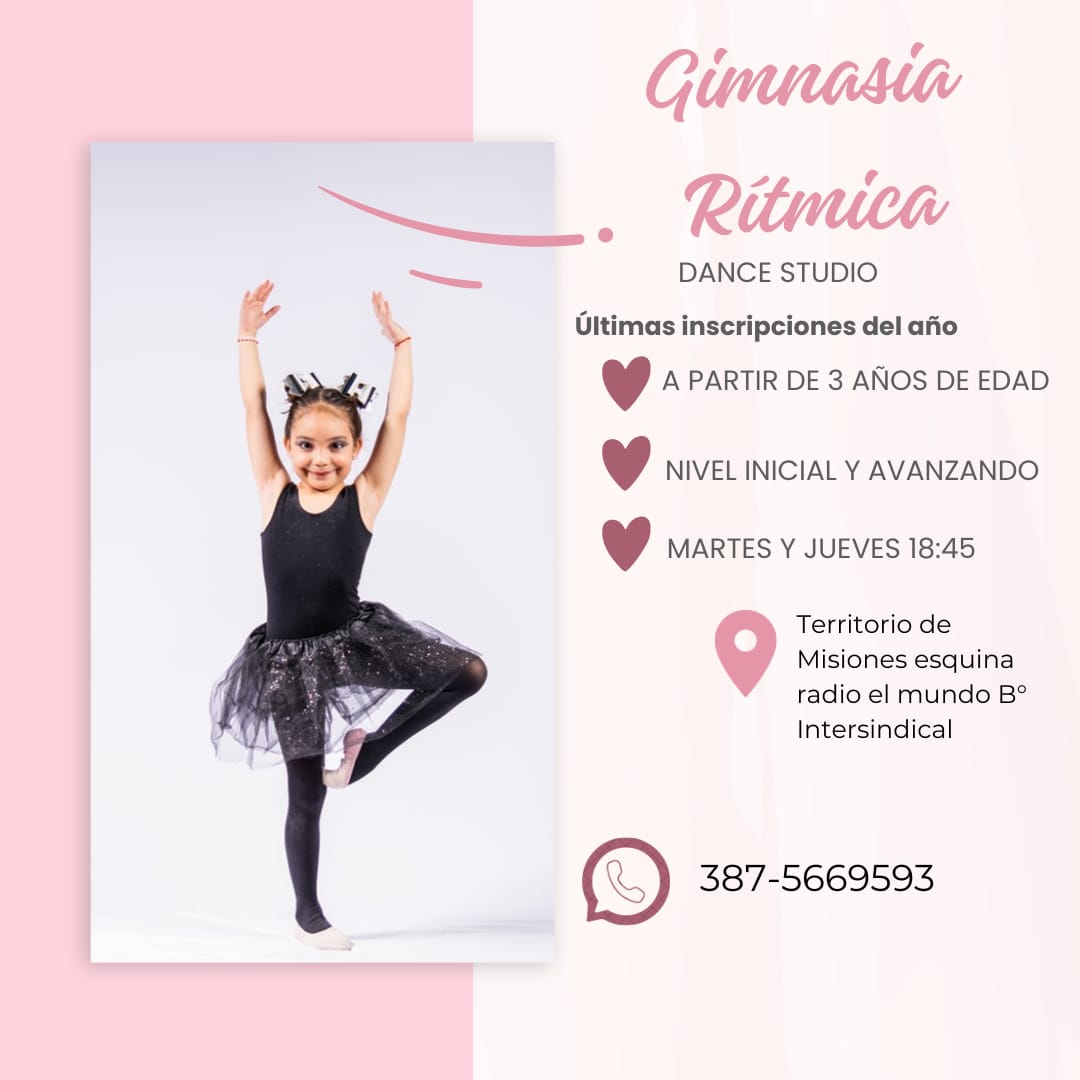 Gimnasia
Rítmica
DANCE STUDIO
Últimas inscripciones del año
A PARTIR DE 3 AÑOS DE EDAD
NIVEL INICIAL Y AVANZANDO
MARTES Y JUEVES 18:45
Territorio de
Misiones esquina
radio el mundo B°
Intersindical
387-5669593